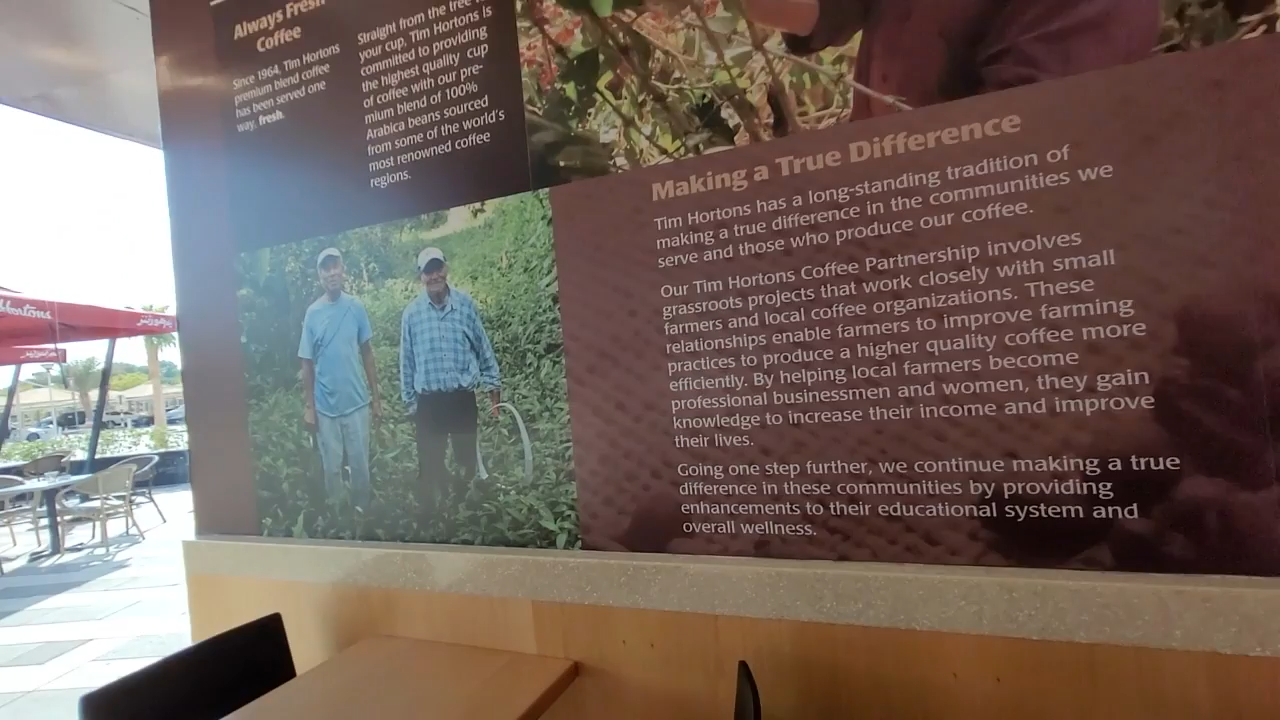 Always Fresh
Coffee
Since 1964, Tim Hortons
premium blend coffee
has been served one
way, fresh.
Straight from the tree
your cup, Tim Hortons is
committed to providing
the highest quality cup
of coffee with our pre-
mium blend of 100%
Arabica beans sourced
from some of the world's
most renowned coffee
regions.
Making a True Difference
Tim Hortons has a long-standing tradition of
making a true difference in the communities we
serve and those who produce our coffee.
Our Tim Hortons Coffee Partnership involves
grassroots projects that work closely with small
farmers and local coffee organizations. These
relationships enable farmers to improve farming
practices to produce a higher quality coffee more
efficiently. By helping local farmers become
professional businessmen and women, they gain
knowledge to increase their income and improve
their lives.
Going one step further, we continue making a true
difference in these communities by providing
enhancements to their educational system and
overall wellness.
Hortons